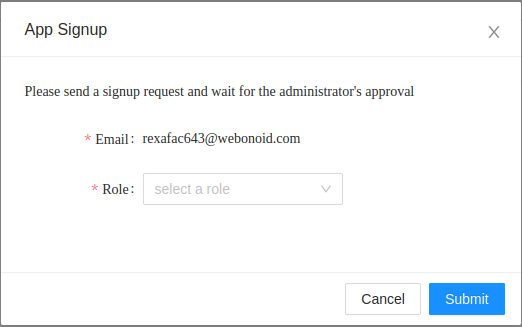 App Signup
Please send a signup request and wait for the administrator's approval
* Email: rexafac643@webonoid.com
* Role: select a role
Cancel Submit